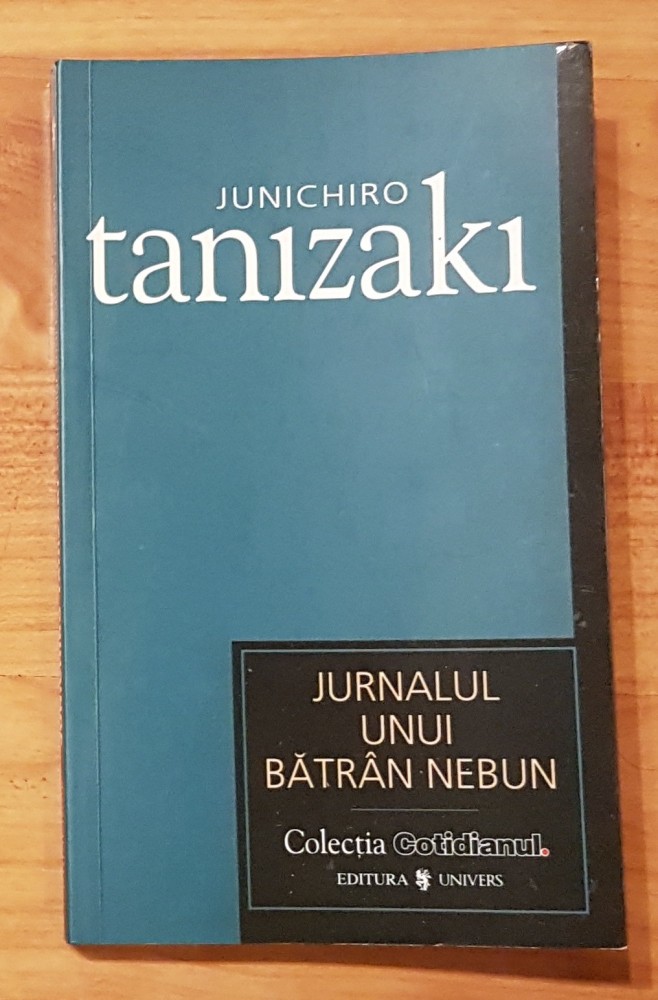 JUNICHIRO
tanızakı
JURNALUL
UNUI
BĂTRÂN NEBUN
Colecția Cotidianul.
EDITURA UNIVERS